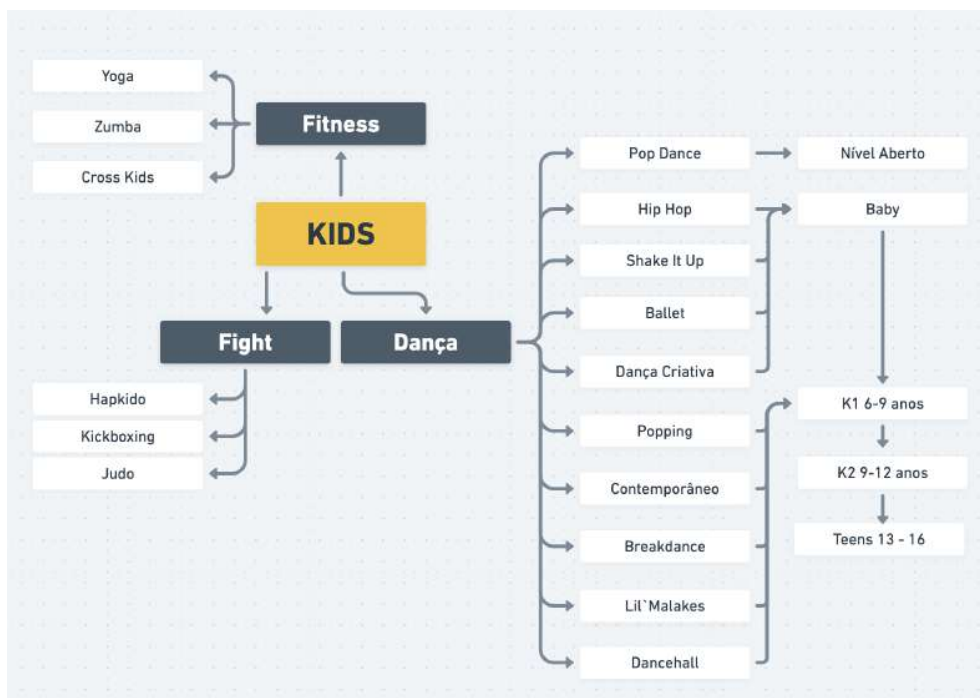 Yoga
Zumba
Cross Kids
Fitness
KIDS
Fight
Dança
Hapkido
Kickboxing
Judo
Pop Dance
Nível Aberto
Hip Hop
Baby
Shake It Up
Ballet
Dança Criativa
Popping
Contemporâneo
Breakdance
Lil`Malakes
Dancehall
K1 6-9 anos
K2 9-12 anos
Teens 13 - 16